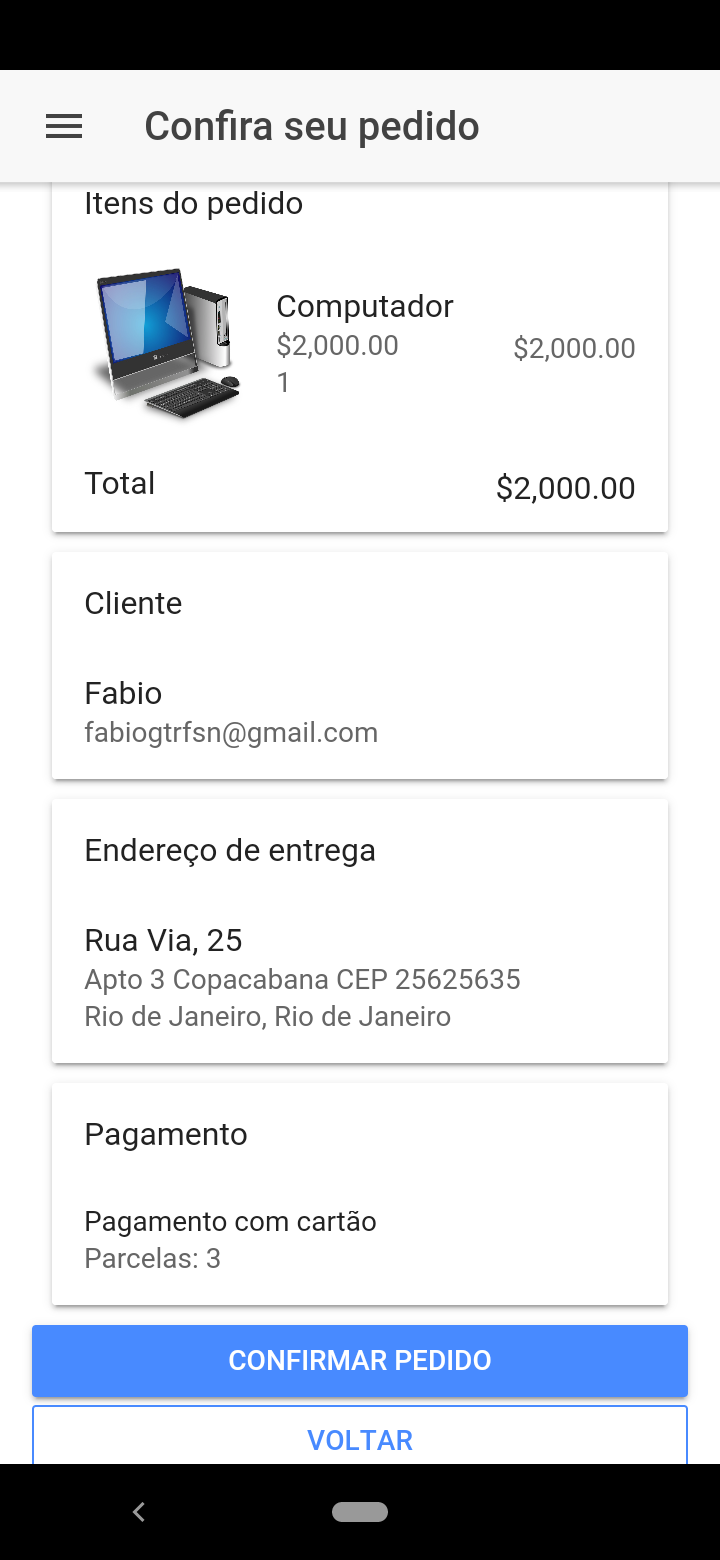 Confira seu pedido
Itens do pedido
Computador
$2,000.00
$2,000.00
1
Total
$2,000.00
Cliente
Fabio
fabiogtrfsn@gmail.com
Endereço de entrega
Rua Via, 25
Apto 3 Copacabana CEP 25625635
Rio de Janeiro, Rio de Janeiro
Pagamento
Pagamento com cartão
Parcelas: 3
CONFIRMAR PEDIDO
VOLTAR